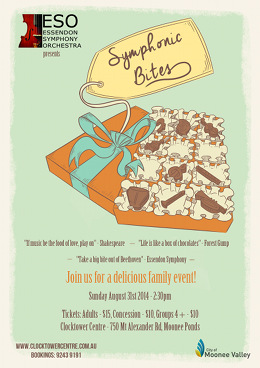 ESO
ESSENDON
SYMPHONY
ORCHESTRA
presents
Symphonic
Bites
"If music be the food of love, play on" - Shakespeare — "Life is like a box of chocolates" - Forest Gump
— "Take a big bite out of Beethoven" - Essendon Symphony —
Join us for a delicious family event!
Sunday August 31st 2014 - 2:30pm
Tickets: Adults - $15, Concession - $10, Groups 4 + - $10
Clocktower Centre - 750 Mt Alexander Rd, Moonee Ponds
WWW.CLOCKTOWERCENTRE.COM.AU
BOOKINGS: 9243 9191
City of
Moonee Valley